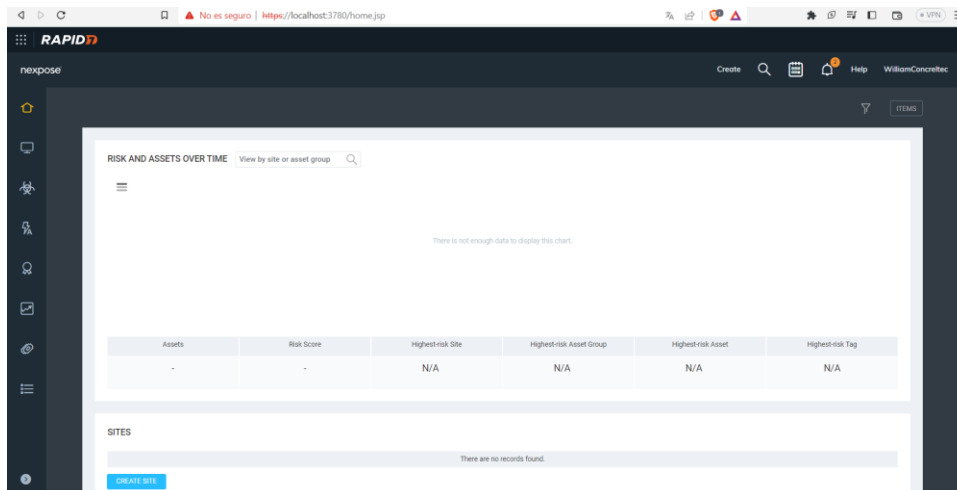 No es seguro | https://localhost:3780/home.jsp
VPN
RAPID7
nexpose
Create
2
Help
WilliamConcreltec
ITEMS
RISK AND ASSETS OVER TIME
View by site or asset group
There is not enough data to display this chart.
Assets Risk Score Highest-risk Site Highest-risk Asset Group Highest-risk Asset Highest-risk Tag
- - N/A N/A N/A N/A
SITES
There are no records found.
CREATE SITE